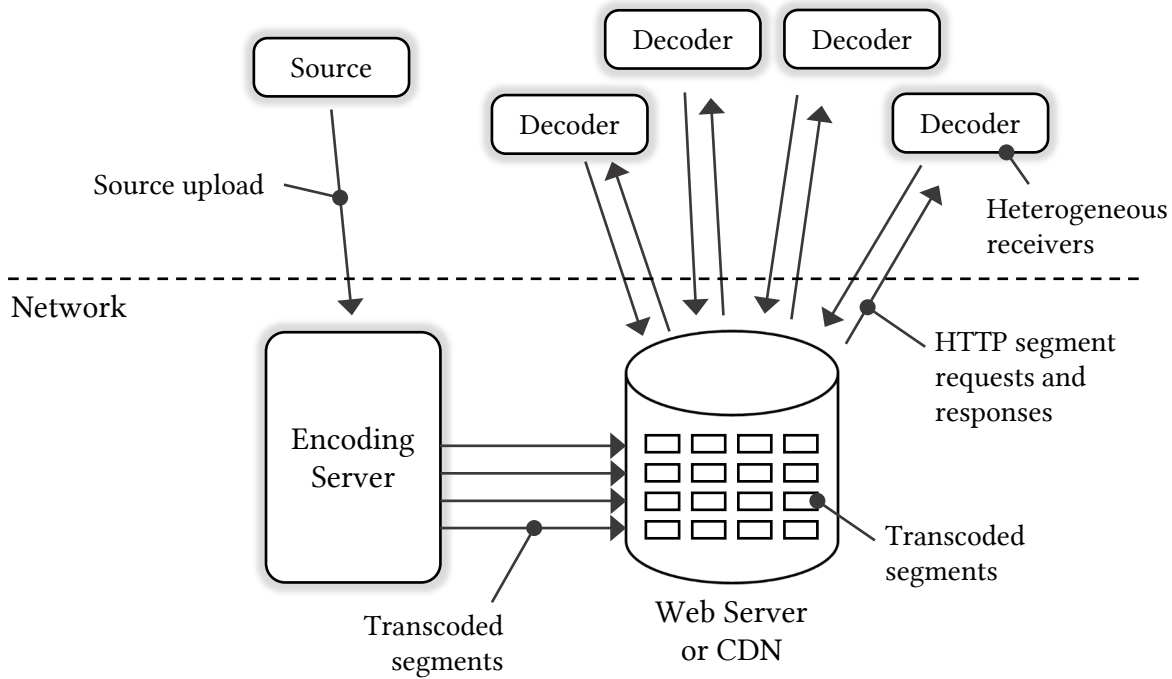 Decoder
Decoder
Source
Decoder
Decoder
Source upload
Heterogeneous
receivers
Network
HTTP segment
requests and
responses
Encoding
Server
Transcoded
segments
Web Server
or CDN
Transcoded
segments